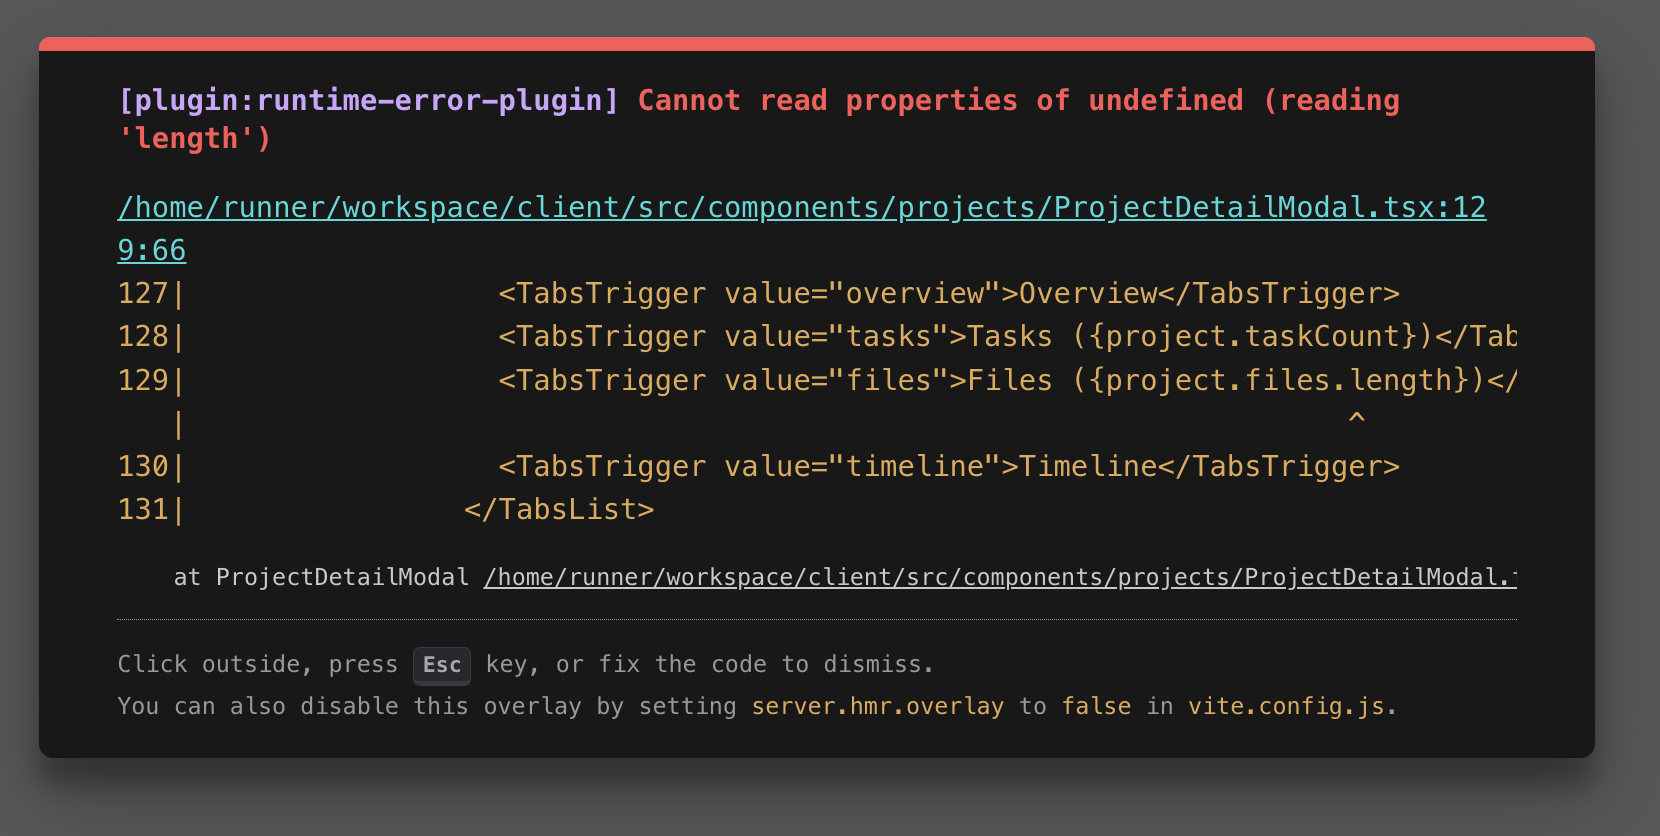 [plugin:runtime-error-plugin] Cannot read properties of undefined (reading
'length')
/home/runner/workspace/client/src/components/projects/ProjectDetailModal.tsx:12
9:66
127|                  <TabsTrigger value="overview">Overview</TabsTrigger>
128|                  <TabsTrigger value="tasks">Tasks ({project.taskCount})</Tab
129|                  <TabsTrigger value="files">Files ({project.files.length})</
   |                                                                   ^
130|                  <TabsTrigger value="timeline">Timeline</TabsTrigger>
131|                </TabsList>
at ProjectDetailModal /home/runner/workspace/client/src/components/projects/ProjectDetailModal.
Click outside, press Esc key, or fix the code to dismiss.
You can also disable this overlay by setting server.hmr.overlay to false in vite.config.js.